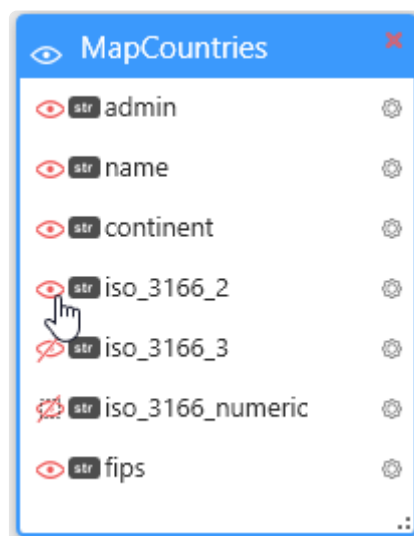 MapCountries
str admin
str name
str continent
str iso_3166_2
str iso_3166_3
str iso_3166_numeric
str fips